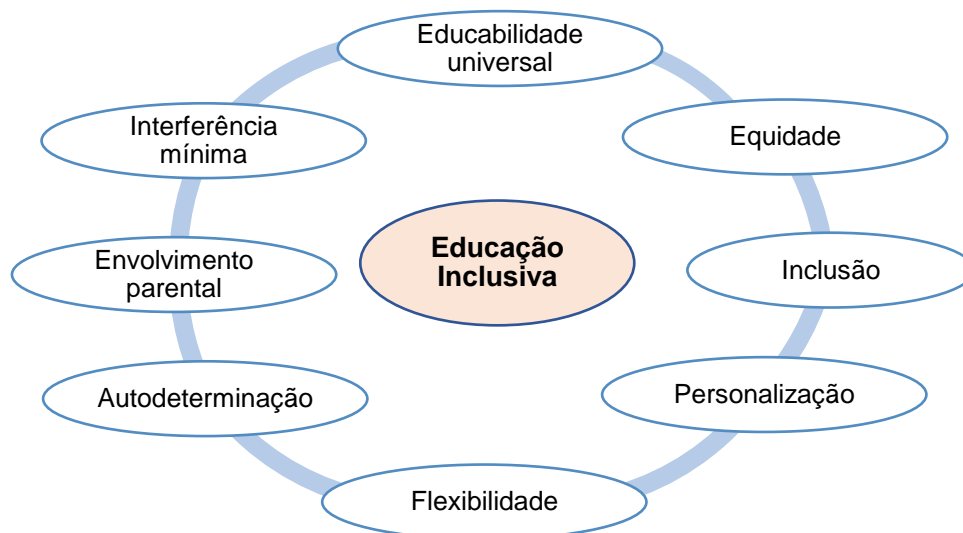 Educabilidade
universal
Equidade
Inclusão
Personalização
Flexibilidade
Autodeterminação
Envolvimento
parental
Interferência
mínima
Educação
Inclusiva